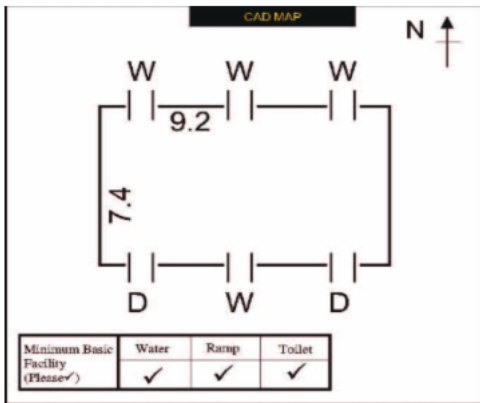 CAD MAP
N
W W W
9.2
7.4
D W D
Minimum Basic Facility (Please✓) Water Ramp Toilet
✓ ✓ ✓